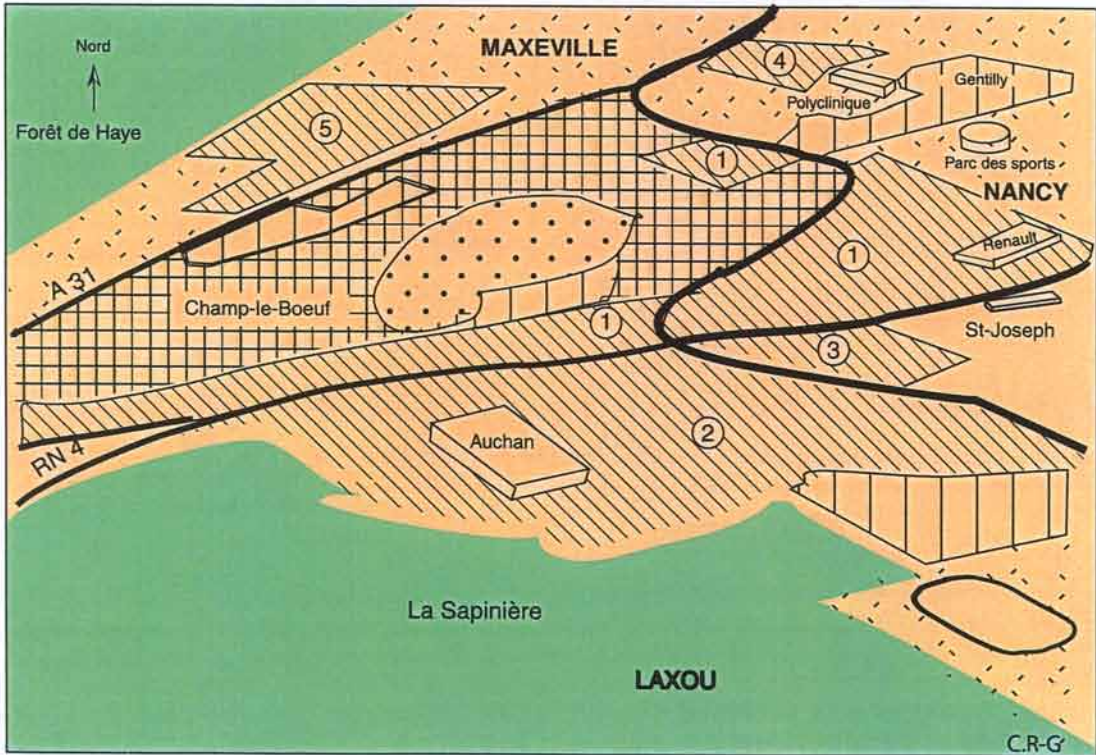 Nord
MAXEVILLE
4
Gentilly
Polyclinique
Forêt de Haye
5
1
Parc des sports
NANCY
Renault
1
A 31
Champ-le-Boeuf
1
St-Joseph
3
Auchan
2
RN 4
La Sapinière
LAXOU
C.R-G